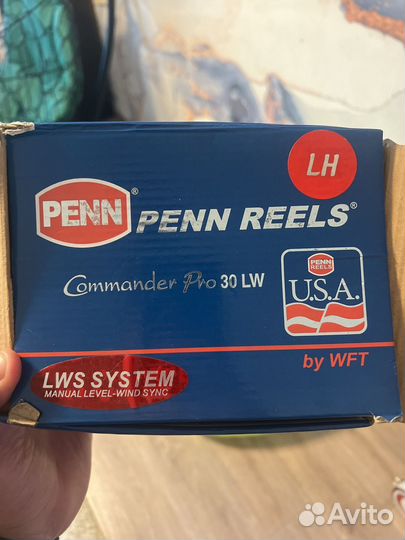 LH
PENN®
PENN REELS®
Commander Pro 30 LW
PENN
REELS
U.S.A.
by WFT
LWS SYSTEM
MANUAL LEVEL-WIND SYNC
Avito